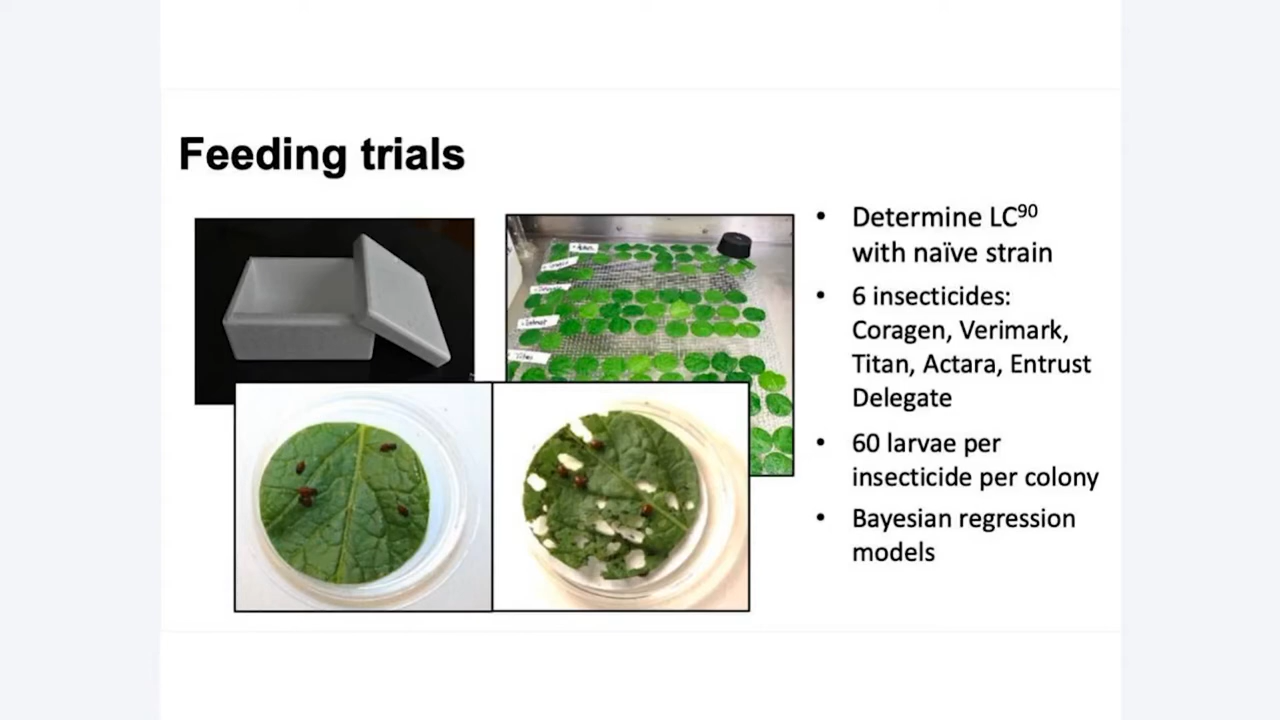 Feeding trials
• Determine LC⁹⁰
with naïve strain
• 6 insecticides:
Coragen, Verimark,
Titan, Actara, Entrust
Delegate
• 60 larvae per
insecticide per colony
• Bayesian regression
models